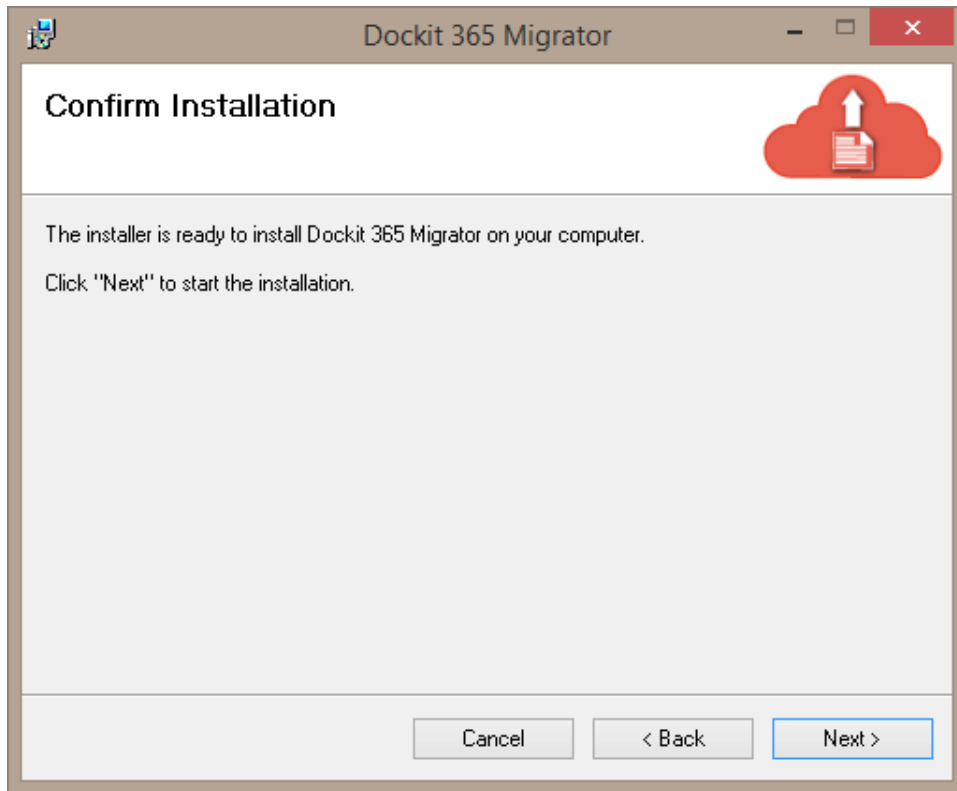 Dockit 365 Migrator
Confirm Installation
The installer is ready to install Dockit 365 Migrator on your computer.
Click "Next" to start the installation.
Cancel
< Back
Next >